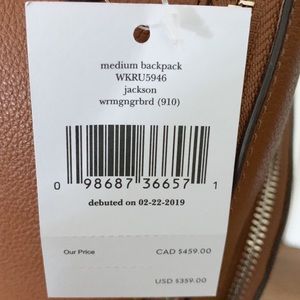 medium backpack
WKRU5946
jackson
wrmgngrbrd (910)
0 98687 36657 1
debuted on 02-22-2019
Our Price CAD $459.00
USD $359.00